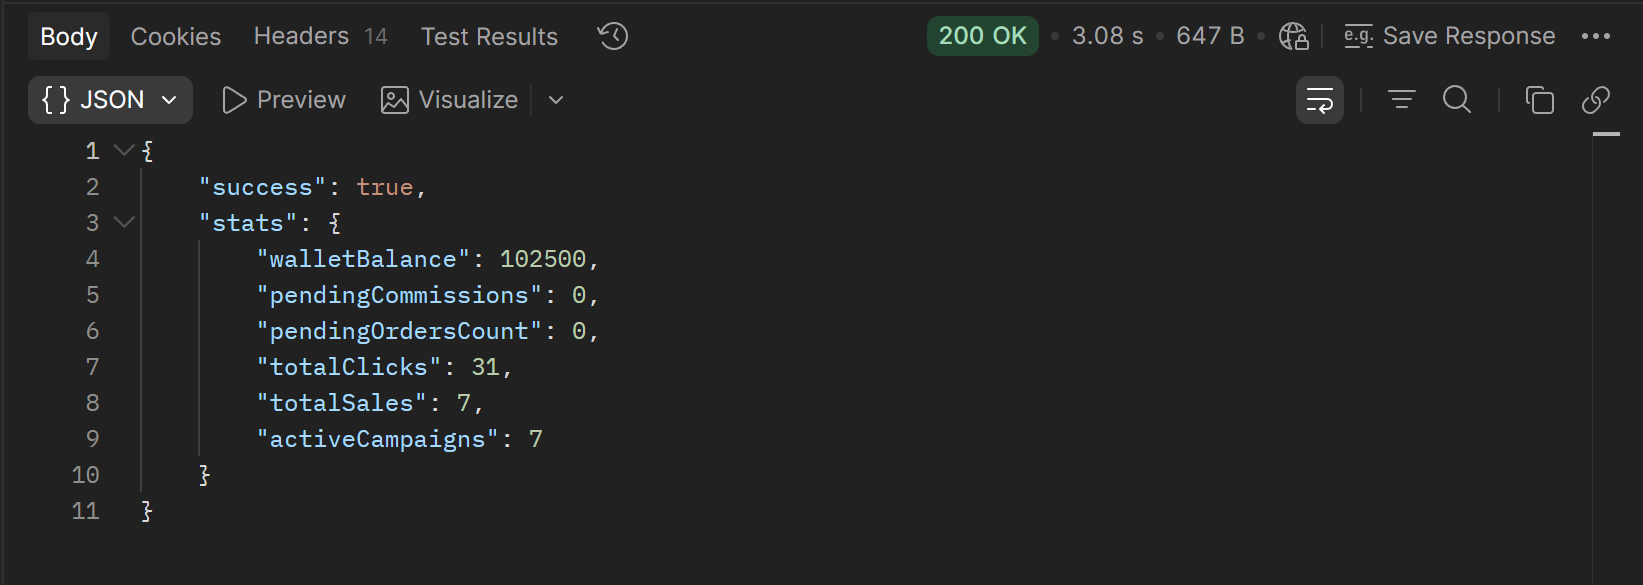 Body Cookies Headers 14 Test Results 200 OK • 3.08 s • 647 B • e.g. Save Response •••
{ } JSON Preview Visualize
1 {
2     "success": true,
3     "stats": {
4         "walletBalance": 102500,
5         "pendingCommissions": 0,
6         "pendingOrdersCount": 0,
7         "totalClicks": 31,
8         "totalSales": 7,
9         "activeCampaigns": 7
10     }
11 }